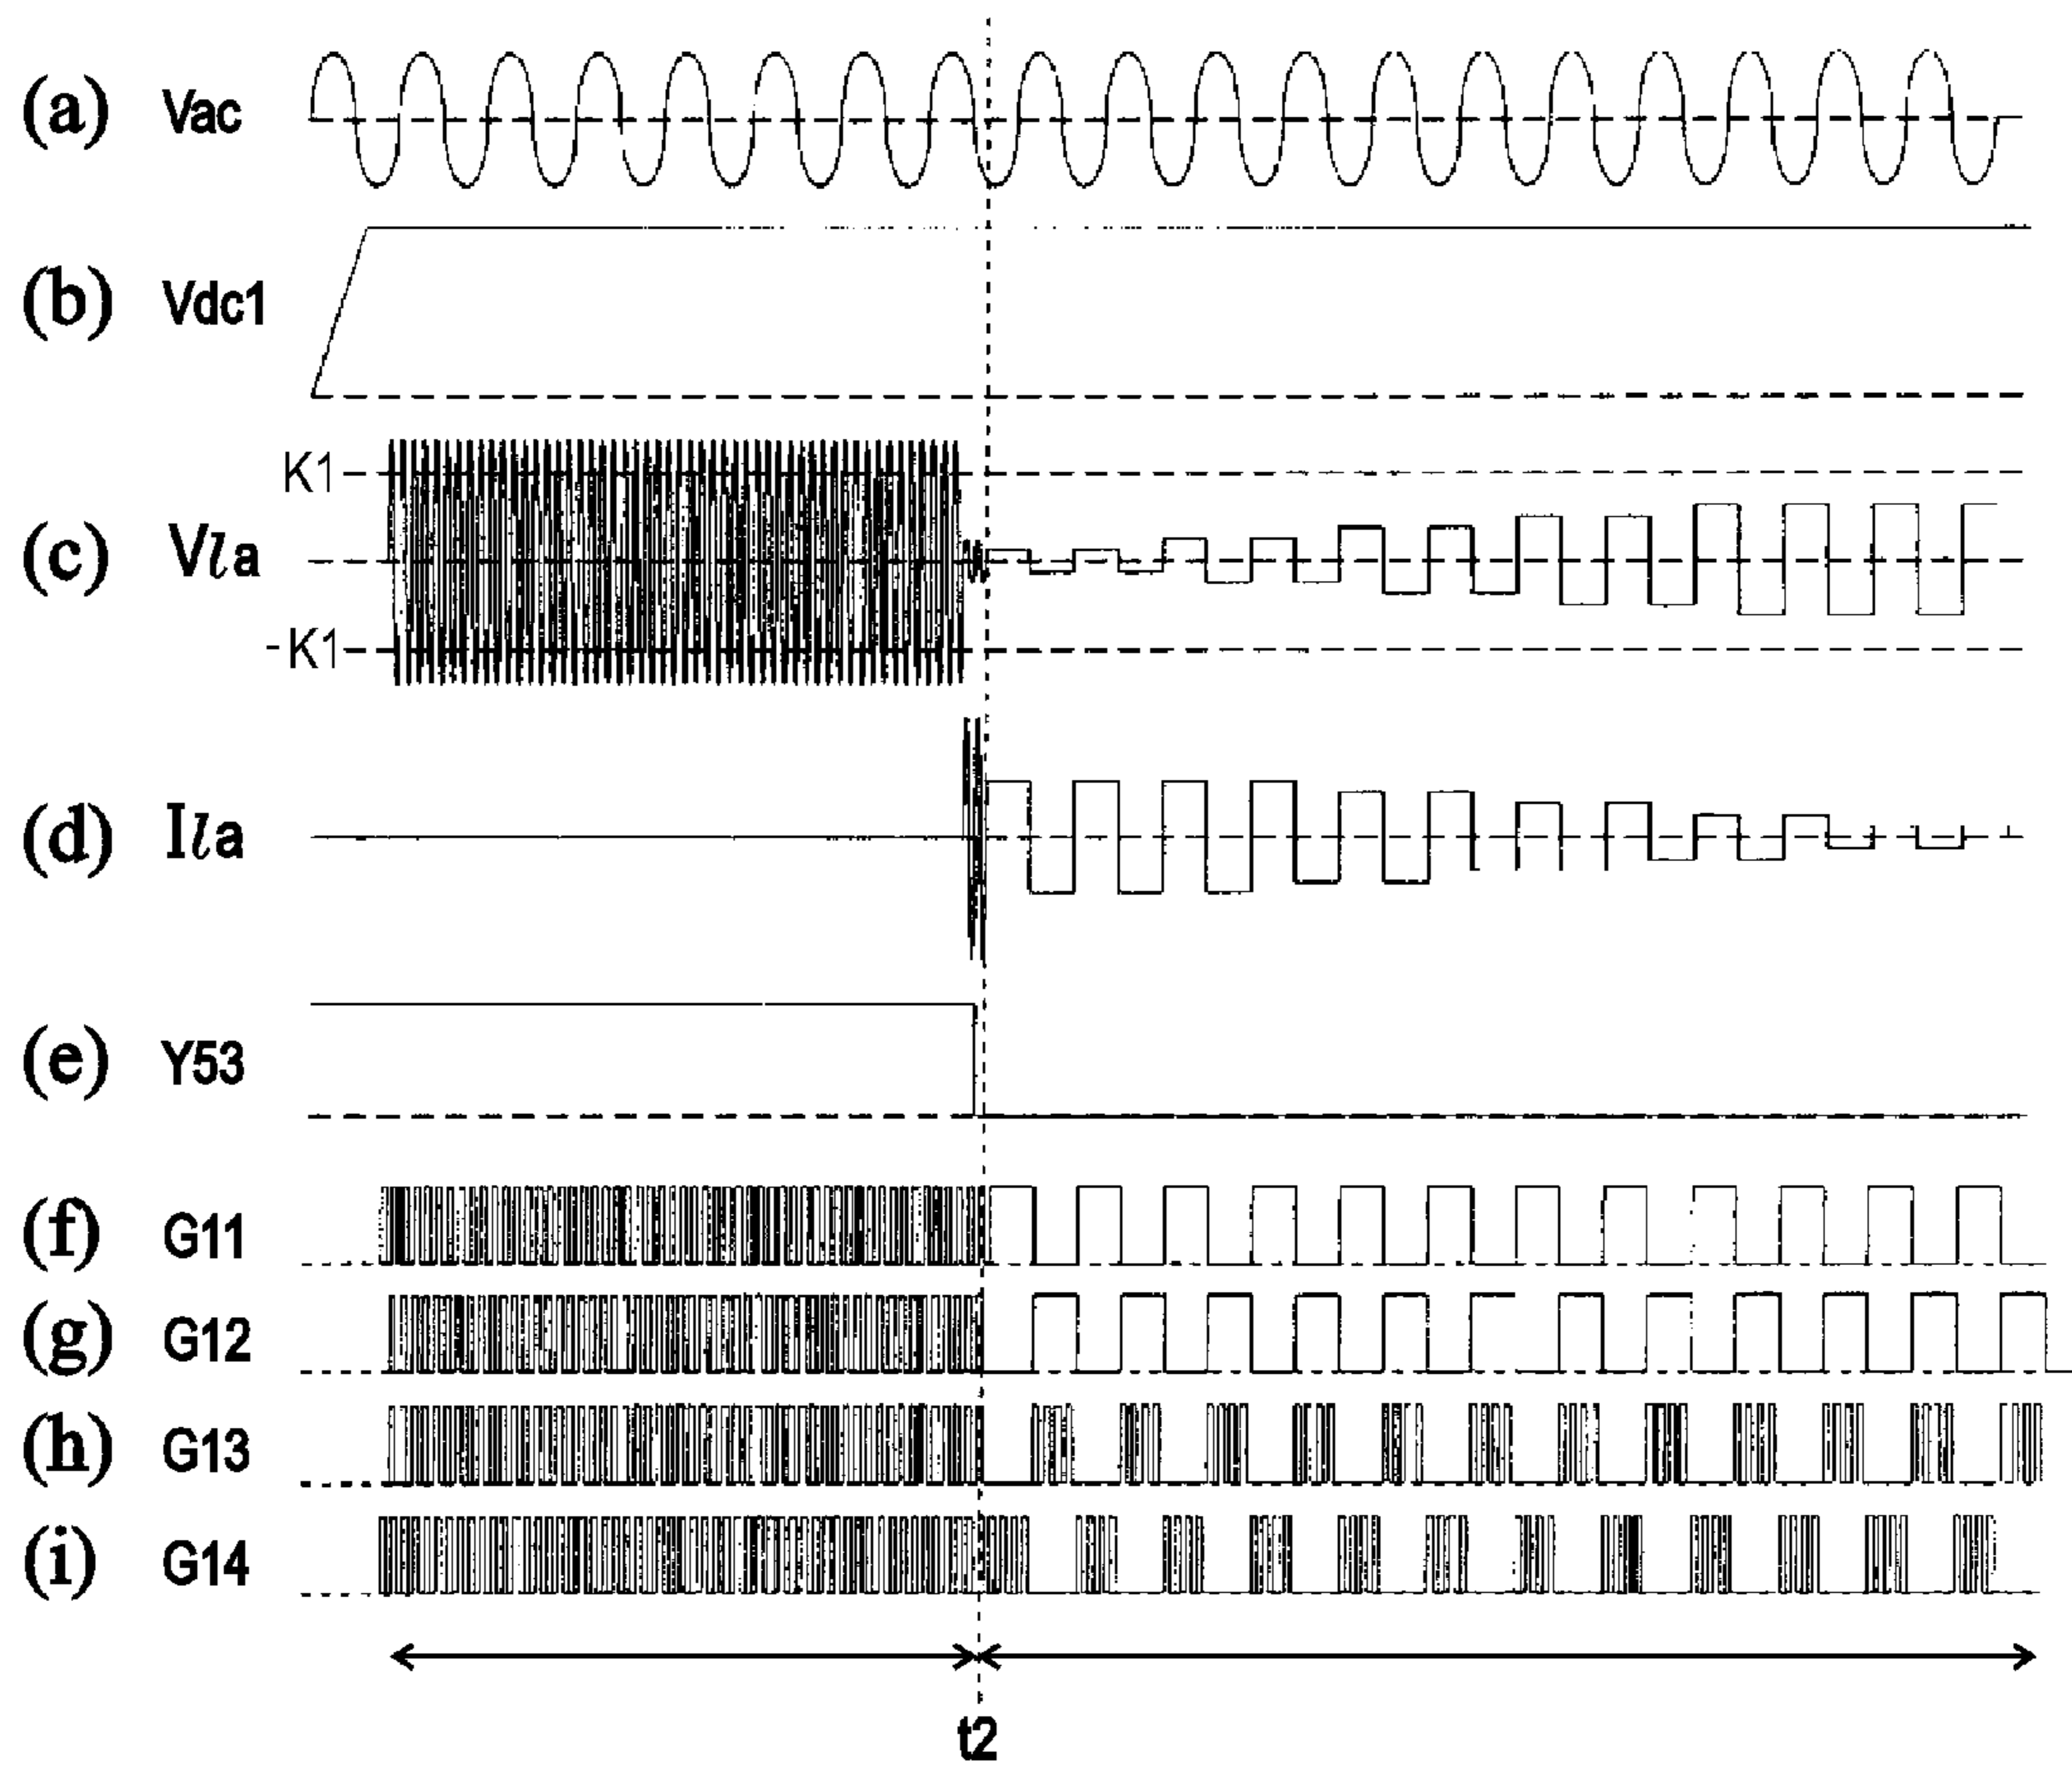 (a) Vac
(b) Vdc1
K1
(c) Vla
-K1
(d) Ila
(e) Y53
(f) G11
(g) G12
(h) G13
(i) G14
t2